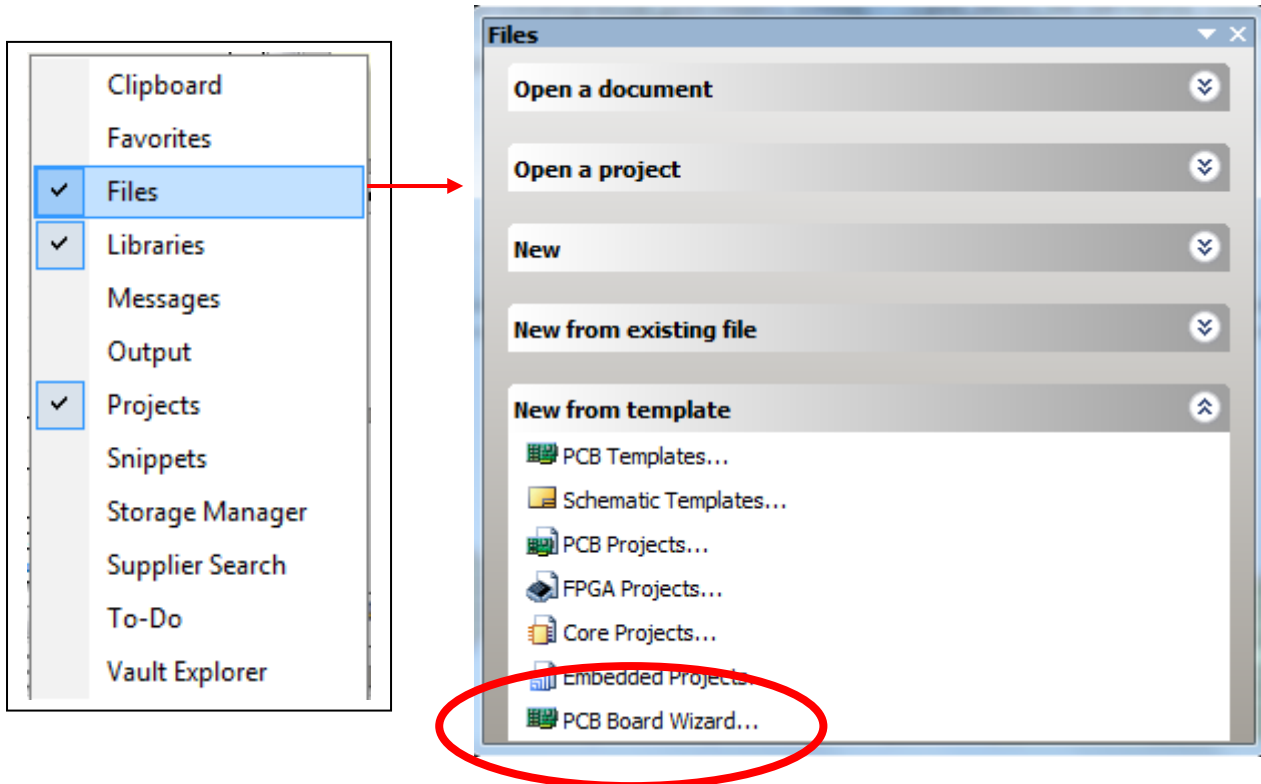 Clipboard
Favorites
Files
Libraries
Messages
Output
Projects
Snippets
Storage Manager
Supplier Search
To-Do
Vault Explorer
Files
Open a document
Open a project
New
New from existing file
New from template
PCB Templates...
Schematic Templates...
PCB Projects...
FPGA Projects...
Core Projects...
Embedded Projects...
PCB Board Wizard...